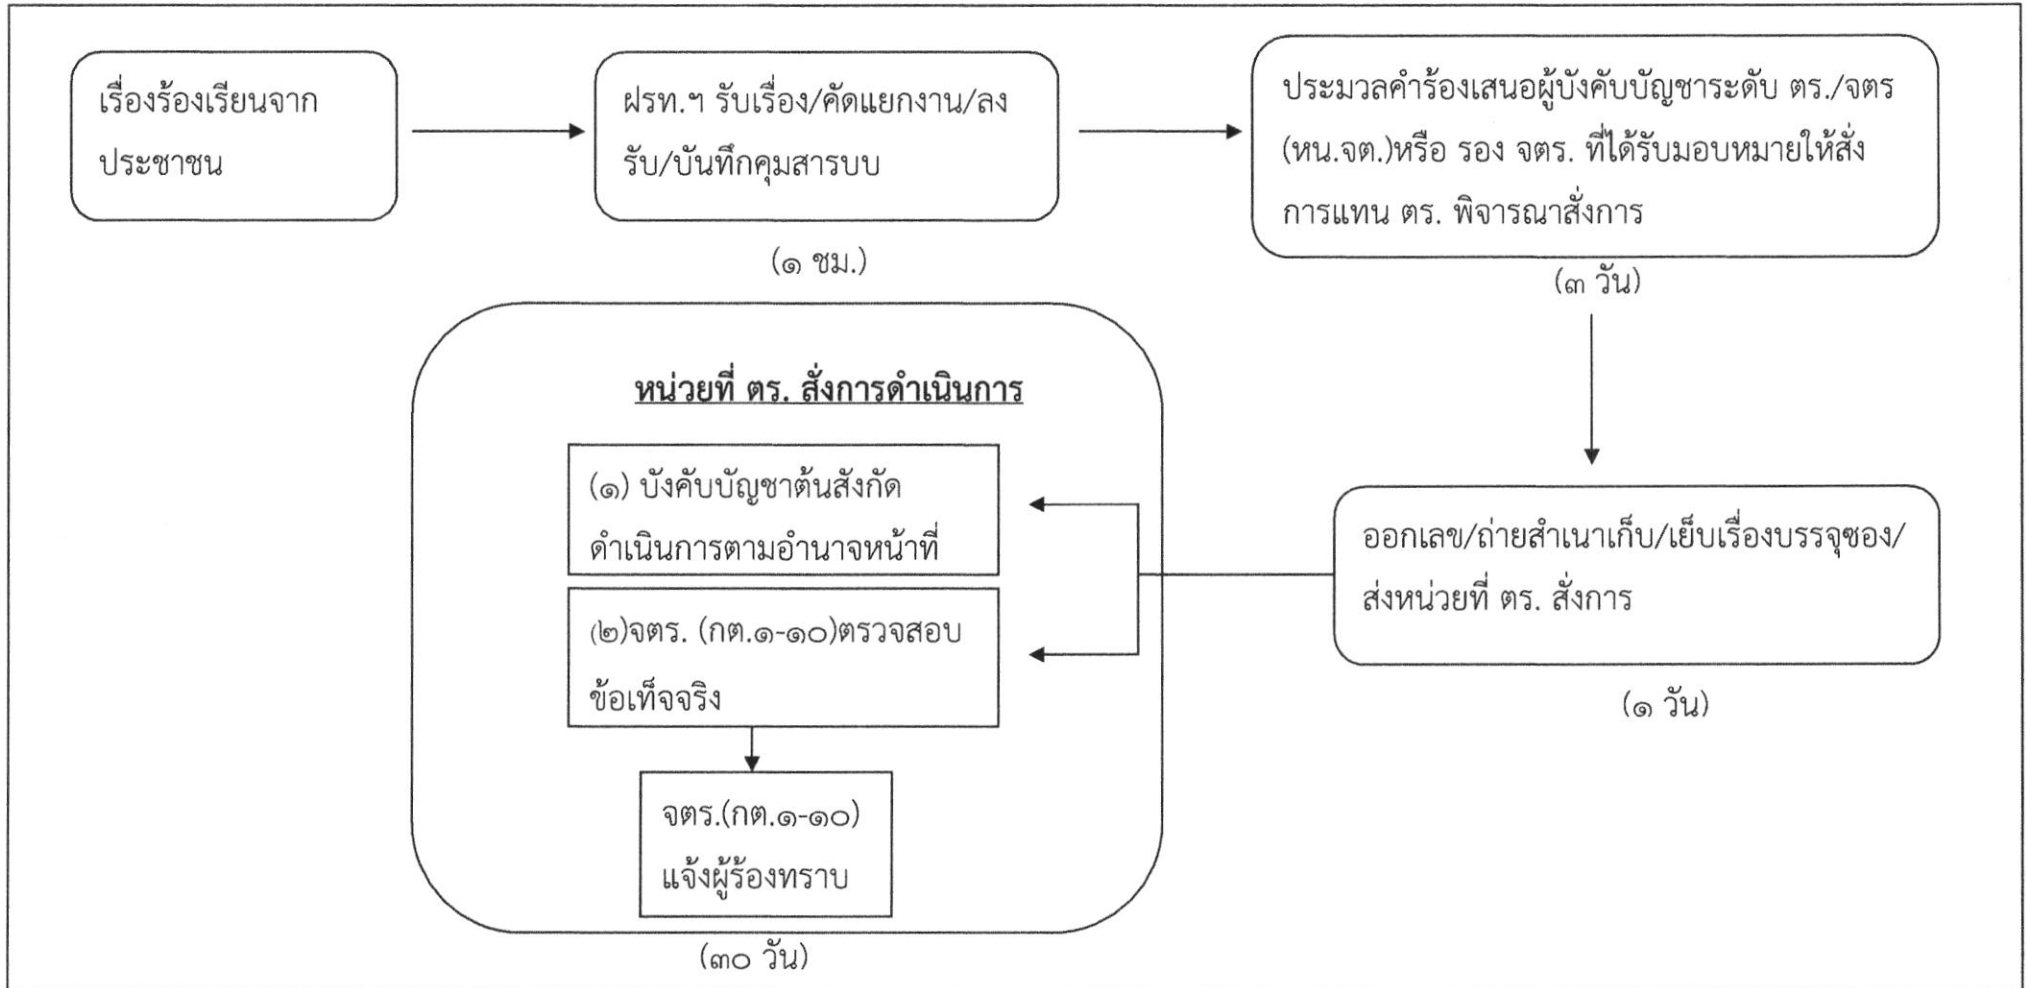 เรื่องร้องเรียนจาก
ประชาชน
ฝรท.ฯ รับเรื่อง/คัดแยกงาน/ลง
รับ/บันทึกคุมสารบบ
(๑ ชม.)
ประมวลคำร้องเสนอผู้บังคับบัญชาระดับ ตร./จตร
(หน.จต.)หรือ รอง จตร. ที่ได้รับมอบหมายให้สั่ง
การแทน ตร. พิจารณาสั่งการ
(๓ วัน)
ออกเลข/ถ่ายสำเนาเก็บ/เย็บเรื่องบรรจุซอง/
ส่งหน่วยที่ ตร. สั่งการ
(๑ วัน)
หน่วยที่ ตร. สั่งการดำเนินการ
(๑) บังคับบัญชาต้นสังกัด
ดำเนินการตามอำนาจหน้าที่
(๒)จตร. (กต.๑-๑๐)ตรวจสอบ
ข้อเท็จจริง
จตร.(กต.๑-๑๐)
แจ้งผู้ร้องทราบ
(๓๐ วัน)